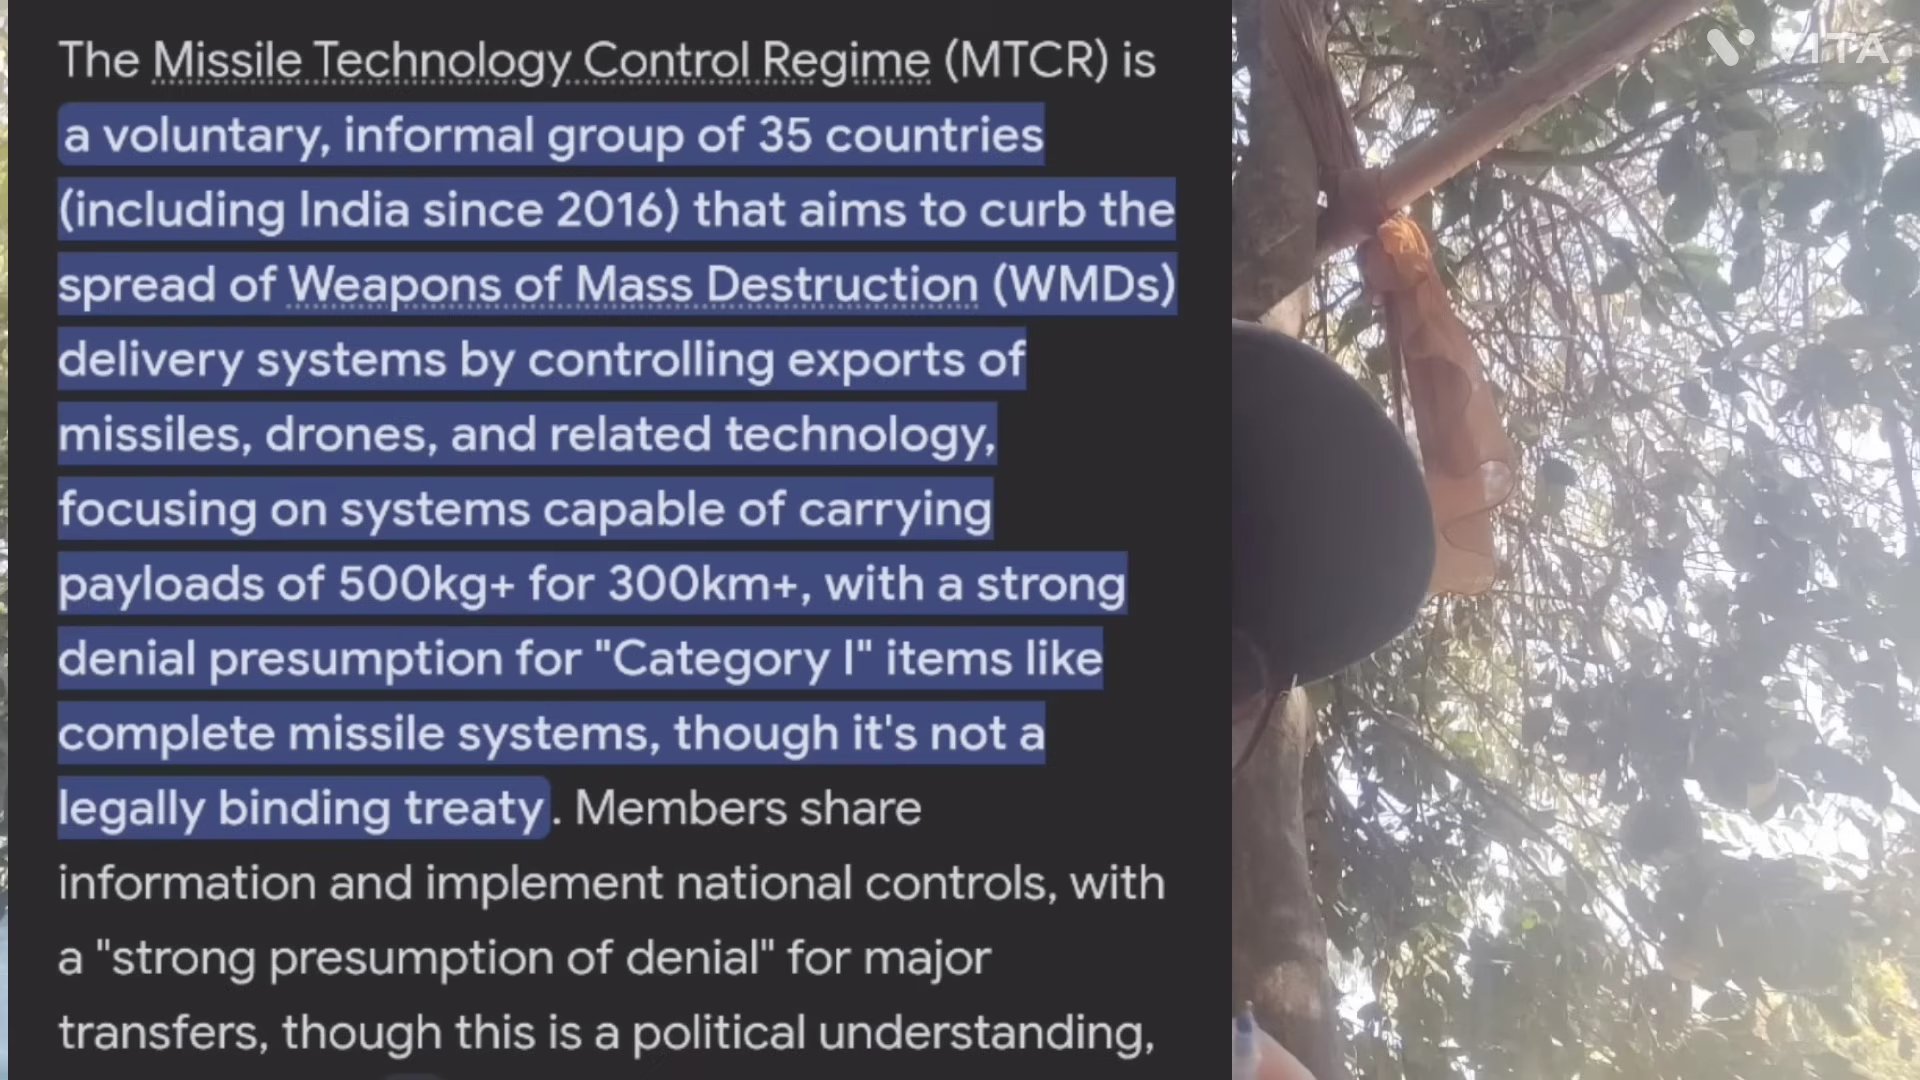 The Missile Technology Control Regime (MTCR) is
a voluntary, informal group of 35 countries
(including India since 2016) that aims to curb the
spread of Weapons of Mass Destruction (WMDs)
delivery systems by controlling exports of
missiles, drones, and related technology,
focusing on systems capable of carrying
payloads of 500kg+ for 300km+, with a strong
denial presumption for "Category I" items like
complete missile systems, though it's not a
legally binding treaty. Members share
information and implement national controls, with
a "strong presumption of denial" for major
transfers, though this is a political understanding,
VITA